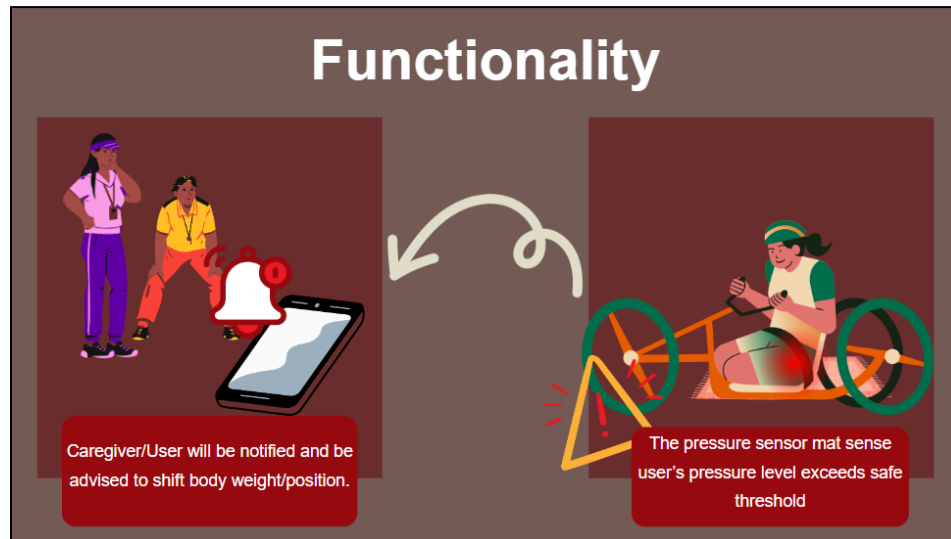 Functionality
Caregiver/User will be notified and be
advised to shift body weight/position.
The pressure sensor mat sense
user's pressure level exceeds safe
threshold